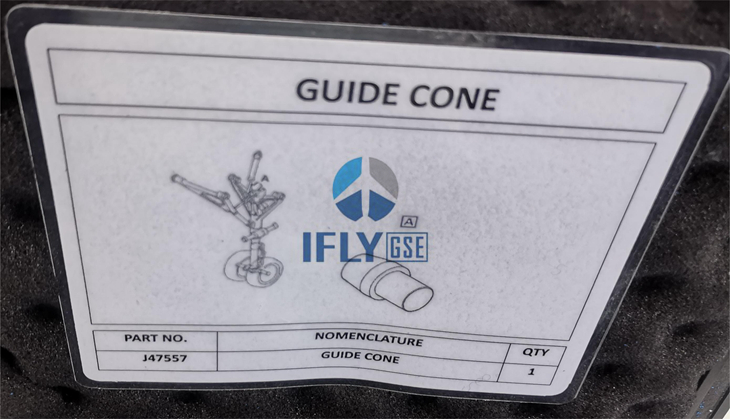 GUIDE CONE
A
A
IFLY GSE
PART NO. NOMENCLATURE QTY
J47557 GUIDE CONE 1